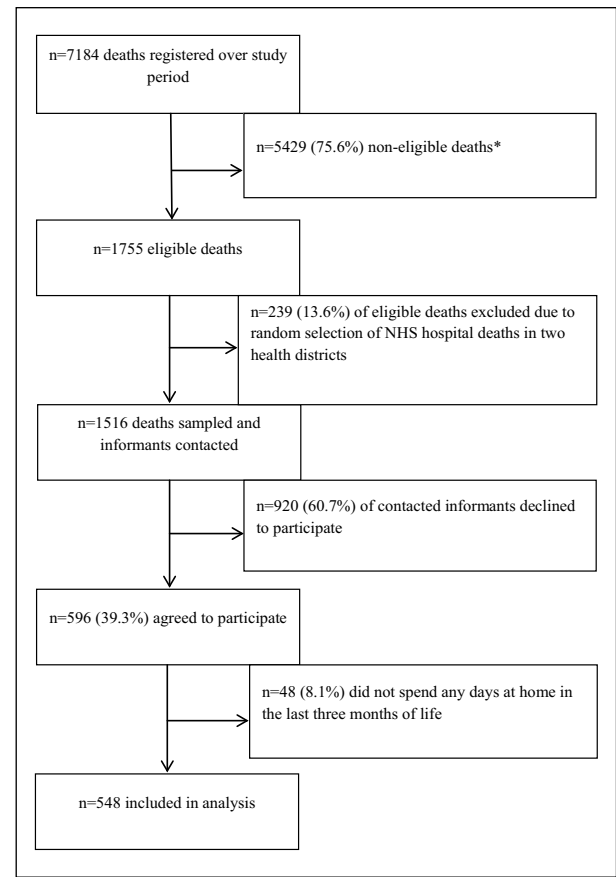 n=7184 deaths registered over study
period
n=5429 (75.6%) non-eligible deaths*
n=1755 eligible deaths
n=239 (13.6%) of eligible deaths excluded due to
random selection of NHS hospital deaths in two
health districts
n=1516 deaths sampled and
informants contacted
n=920 (60.7%) of contacted informants declined
to participate
n=596 (39.3%) agreed to participate
n=48 (8.1%) did not spend any days at home in
the last three months of life
n=548 included in analysis